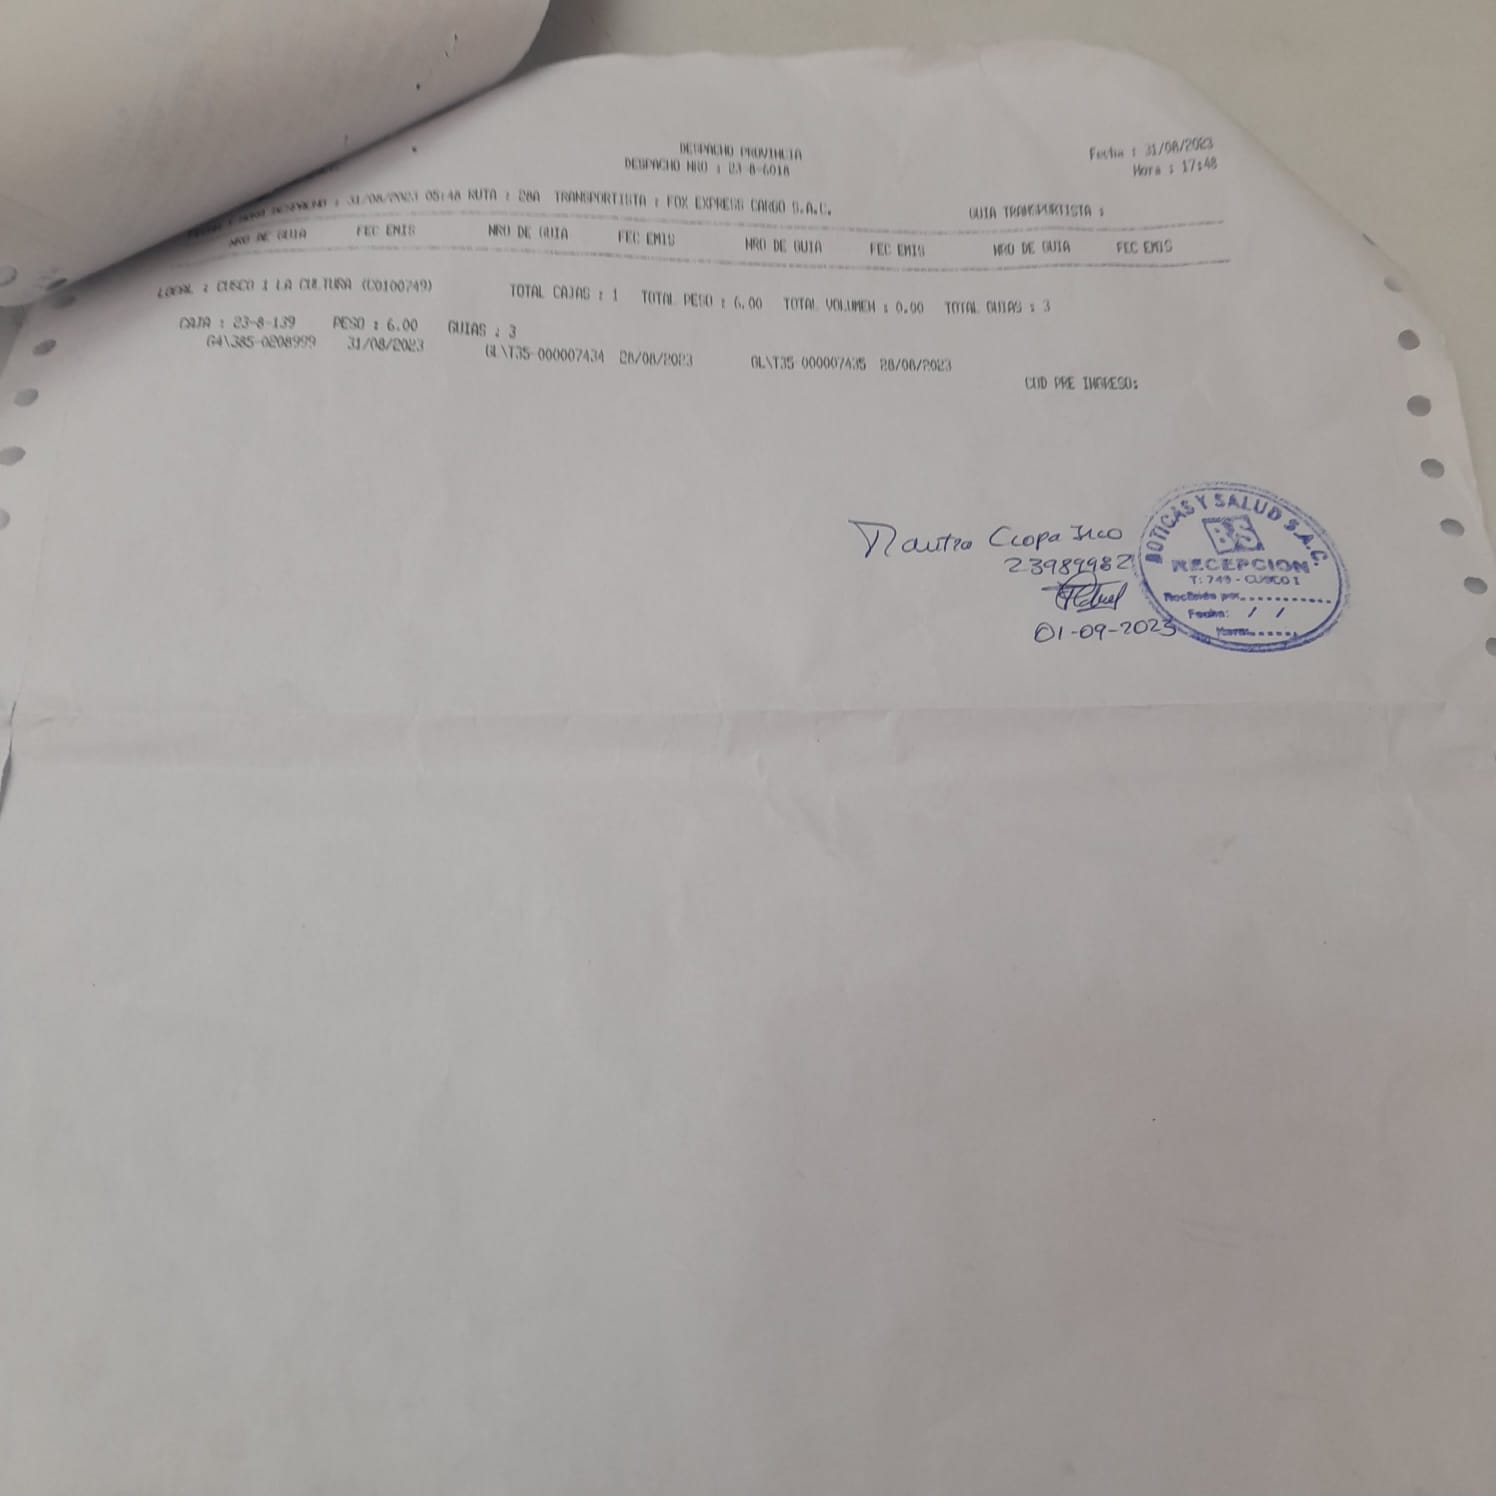 DESPACHO PROVINCIA
DESPACHO NRO : 23-8-6018
Fecha : 31/08/2023
Hora : 17:48
DESPACHO : 31/08/2023 05:48 RUTA : 28A TRANSPORTISTA : FOX EXPRESS CARGO S.A.C. GUIA TRANSPORTISTA :
NRO DE GUIA FEC EMIS NRO DE GUIA FEC EMIS NRO DE GUIA FEC EMIS NRO DE GUIA FEC EMIS
LOCAL : CUSCO 1 LA CULTURA (C0100749) TOTAL CAJAS : 1 TOTAL PESO : 6.00 TOTAL VOLUMEN : 0.00 TOTAL GUIAS : 3
CAJA : 23-8-139 PESO : 6.00 GUIAS : 3
G4\385-0208999 31/08/2023 GL\T35-000007434 28/08/2023 GL\T35-000007435 28/08/2023
COD PRE INGRESO:
Ccopa
23989982
01-09-2023
BOTICAS Y SALUD S.A.C.
BS
RECEPCION
T: 749 - CUSCO I
Recibido por..............
Fecha: / /
Hora:........